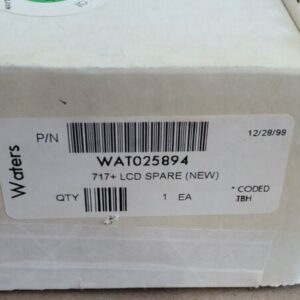 Waters
P/N
12/28/99
WAT025894
717+ LCD SPARE (NEW)
QTY 1 EA
* CODED
TBH